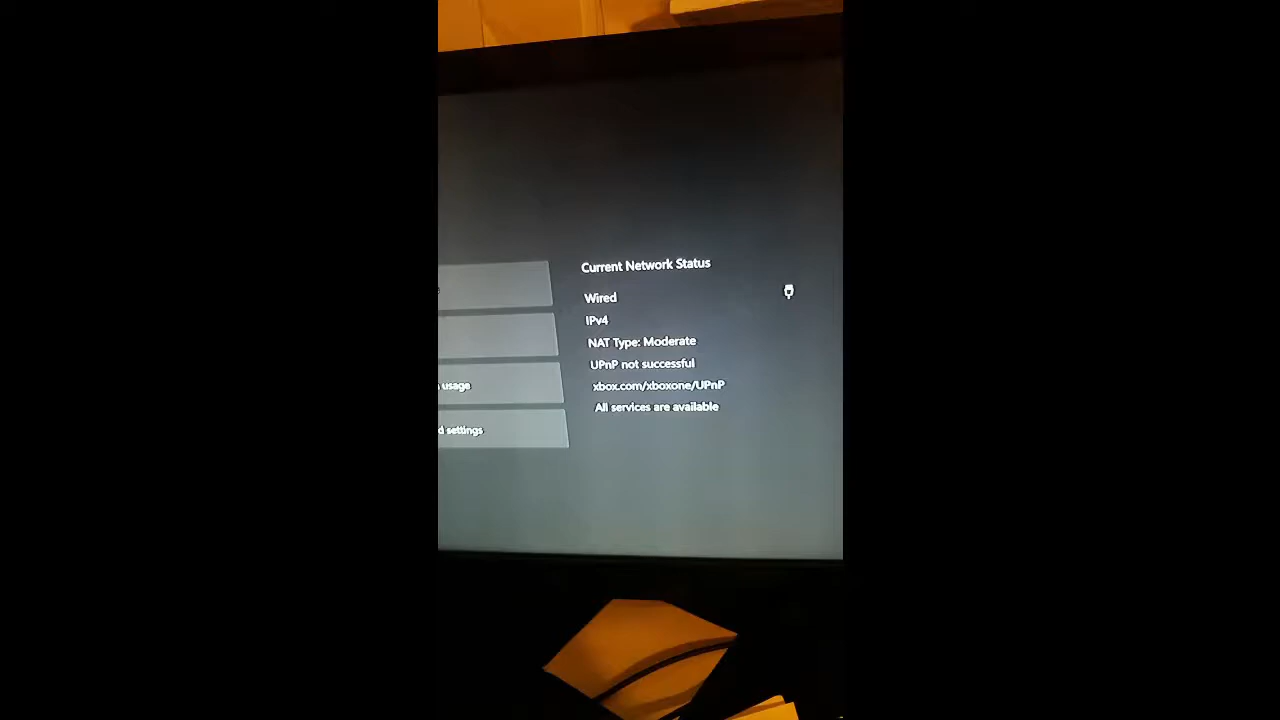 Current Network Status
Wired
IPv4
NAT Type: Moderate
UPnP not successful
xbox.com/xboxone/UPnP
All services are available
usage
d settings